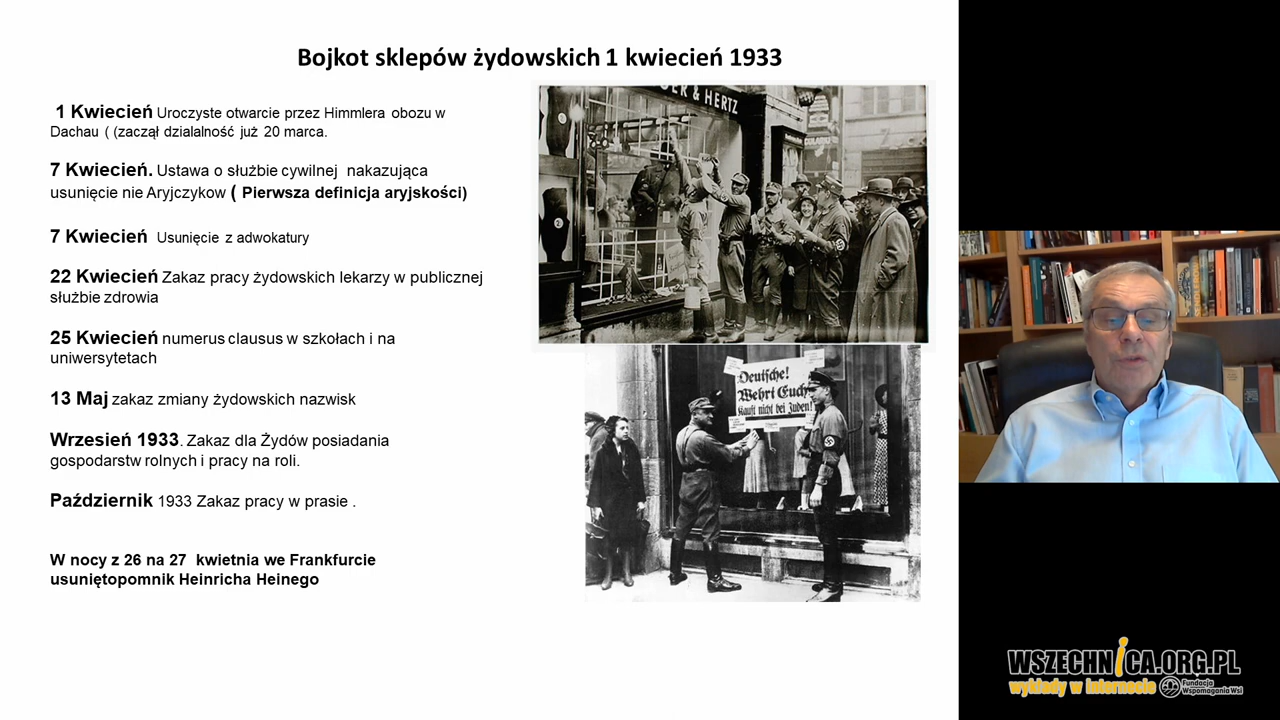 Bojkot sklepów żydowskich 1 kwiecień 1933
1 Kwiecień Uroczyste otwarcie przez Himmlera obozu w
Dachau ( (zaczął dzialalność już 20 marca.
7 Kwiecień. Ustawa o służbie cywilnej nakazująca
usunięcie nie Aryjczykow ( Pierwsza definicja aryjskości)
7 Kwiecień Usunięcie z adwokatury
22 Kwiecień Zakaz pracy żydowskich lekarzy w publicznej
służbie zdrowia
25 Kwiecień numerus clausus w szkołach i na
uniwersytetach
13 Maj zakaz zmiany żydowskich nazwisk
Wrzesień 1933. Zakaz dla Żydów posiadania
gospodarstw rolnych i pracy na roli.
Październik 1933 Zakaz pracy w prasie .
W nocy z 26 na 27 kwietnia we Frankfurcie
usuniętopomnik Heinricha Heinego
& HERTZ
Deutsche!
Wehrt Euch
Kauft nicht bei Juden!
WSZECHNICA.ORG.PL
wykłady w internecie
Fundacja
Wspomagania Wsi